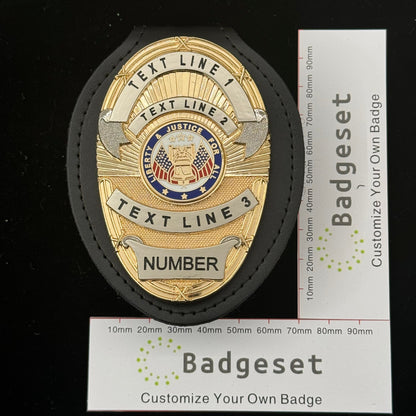 TEXT LINE 1
TEXT LINE 2
LIBERTY & JUSTICE FOR ALL
TEXT LINE 3
NUMBER
90mm
80mm
70mm
60mm
50mm
40mm
30mm
20mm
10mm
Badgeset
Customize Your Own Badge
10mm 20mm 30mm 40mm 50mm 60mm 70mm 80mm 90mm
Badgeset
Customize Your Own Badge